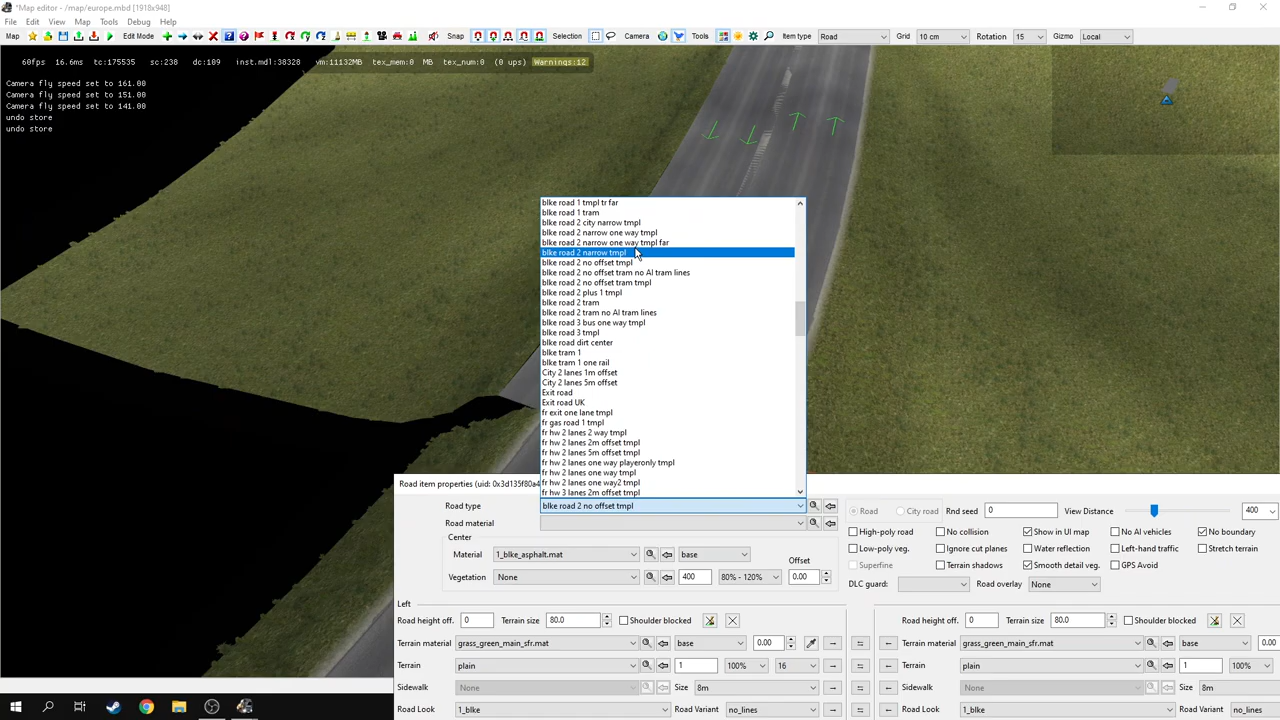 *Map editor - /map/europe.mbd [1918x948]
File Edit View Map Tools Debug Help
Map Edit Mode Snap Selection Camera Tools Item type Road Grid 10 cm Rotation 15 Gizmo Local
60fps 16.6ms tc:175535 sc:238 dc:109 inst.mdl:38328 vm:11132MB tex_mem:0 MB tex_num:0 (0 ups) Warnings:12
Camera fly speed set to 161.00
Camera fly speed set to 151.00
Camera fly speed set to 141.00
undo store
undo store
blke road 1 tmpl tr far
blke road 1 tram
blke road 2 city narrow tmpl
blke road 2 narrow one way tmpl
blke road 2 narrow one way tmpl far
blke road 2 narrow tmpl
blke road 2 no offset tmpl
blke road 2 no offset tram no AI tram lines
blke road 2 no offset tram tmpl
blke road 2 plus 1 tmpl
blke road 2 tram
blke road 2 tram no AI tram lines
blke road 3 bus one way tmpl
blke road 3 tmpl
blke road dirt center
blke tram 1
blke tram 1 one rail
City 2 lanes 1m offset
City 2 lanes 5m offset
Exit road
Exit road UK
fr exit one lane tmpl
fr gas road 1 tmpl
fr hw 2 lanes 2 way tmpl
fr hw 2 lanes 2m offset tmpl
fr hw 2 lanes 5m offset tmpl
fr hw 2 lanes one way playeronly tmpl
fr hw 2 lanes one way tmpl
fr hw 2 lanes one way2 tmpl
fr hw 3 lanes 2m offset tmpl
Road item properties (uid: 0x3d135f80a4
Road type blke road 2 no offset tmpl
Road material
Center
Material 1_blke_asphalt.mat base Offset
Vegetation None 400 80% - 120% 0.00
Road City road Rnd seed 0 View Distance 400
High-poly road No collision Show in UI map No AI vehicles No boundary
Low-poly veg. Ignore cut planes Water reflection Left-hand traffic Stretch terrain
Superfine Terrain shadows Smooth detail veg. GPS Avoid
DLC guard: Road overlay None
Left
Road height off. 0 Terrain size 80.0 Shoulder blocked Road height off. 0 Terrain size 80.0 Shoulder blocked
Terrain material grass_green_main_sfr.mat base 0.00 Terrain material grass_green_main_sfr.mat base 0.00
Terrain plain 1 100% 16 Terrain plain 1 100%
Sidewalk None Size 8m Sidewalk None Size 8m
Road Look 1_blke Road Variant no_lines Road Look 1_blke Road Variant no_lines